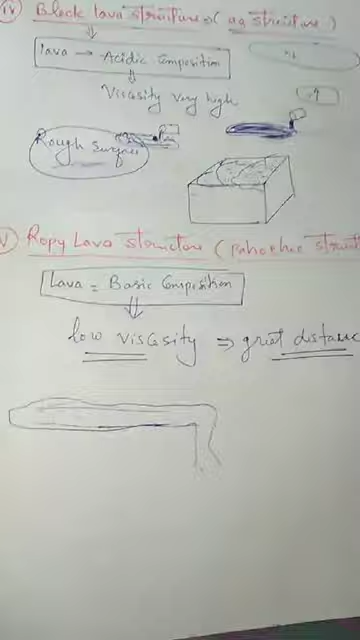 iv) Block lava structure (aa structure)
lava → Acidic Composition
⇓
Viscosity very high
Rough Surface
v) Ropy Lava structure (pahoehoe struct
Lava = Basic Composition
⇓
low viscosity ⇒ great distance